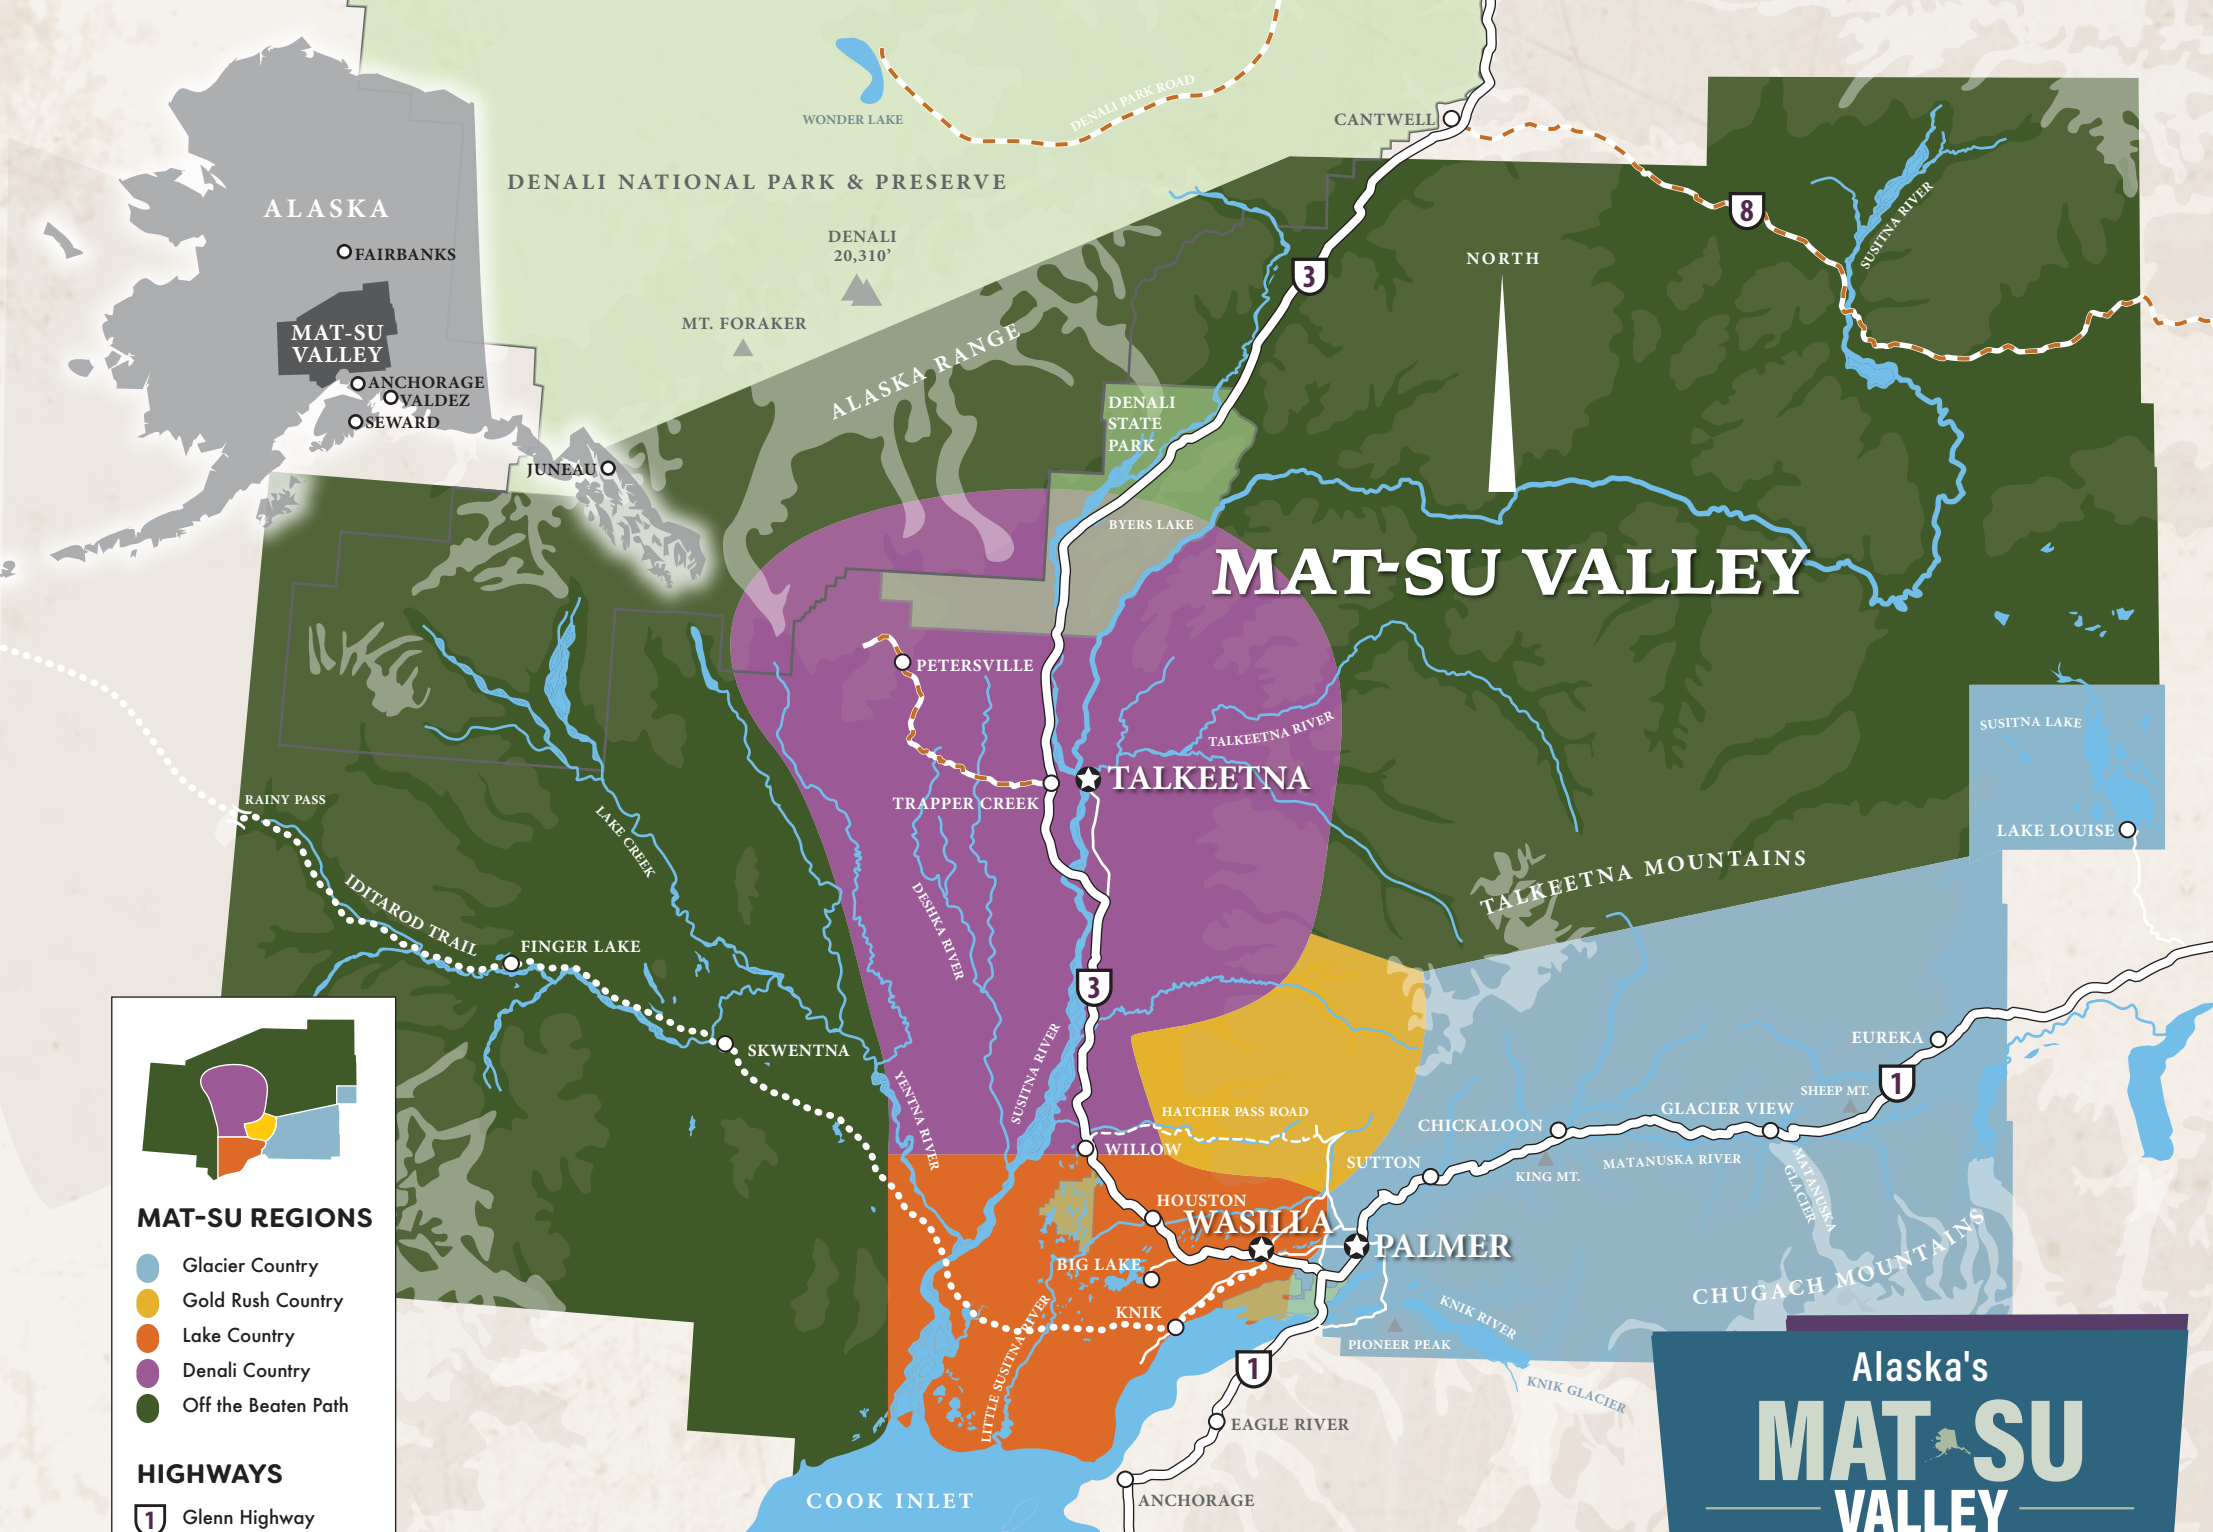 WONDER LAKE
DENALI PARK ROAD
CANTWELL
DENALI NATIONAL PARK & PRESERVE
ALASKA
8
SUSITNA RIVER
FAIRBANKS
DENALI
20,310'
NORTH
3
MT. FORAKER
MAT-SU
VALLEY
ALASKA RANGE
ANCHORAGE
VALDEZ
SEWARD
DENALI
STATE
PARK
JUNEAU
BYERS LAKE
MAT-SU VALLEY
PETERSVILLE
SUSITNA LAKE
TALKEETNA RIVER
TALKEETNA
RAINY PASS
TRAPPER CREEK
LAKE LOUISE
LAKE CREEK
TALKEETNA MOUNTAINS
IDITAROD TRAIL
DESHKA RIVER
FINGER LAKE
3
SKWENTNA
EUREKA
1
SUSITNA RIVER
YENTNA RIVER
SHEEP MT.
HATCHER PASS ROAD
GLACIER VIEW
CHICKALOON
WILLOW
SUTTON
MATANUSKA RIVER
KING MT.
MATANUSKA
GLACIER
HOUSTON
WASILLA
PALMER
BIG LAKE
CHUGACH MOUNTAINS
KNIK
KNIK RIVER
PIONEER PEAK
LITTLE SUSITNA RIVER
1
KNIK GLACIER
EAGLE RIVER
COOK INLET
ANCHORAGE
MAT-SU REGIONS
Glacier Country
Gold Rush Country
Lake Country
Denali Country
Off the Beaten Path
HIGHWAYS
1 Glenn Highway
Alaska's
MAT SU
VALLEY